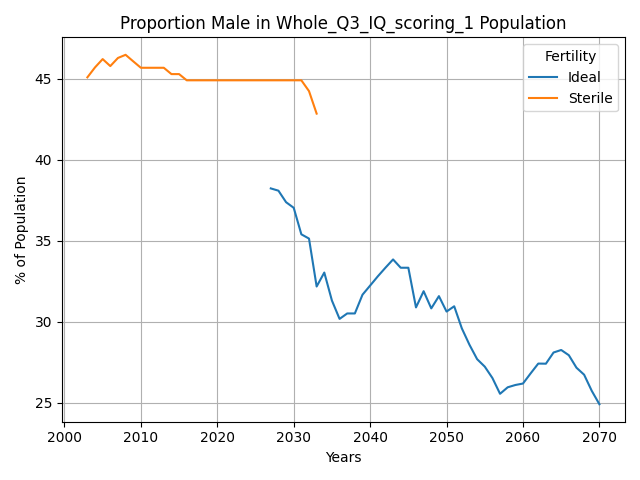 Proportion Male in Whole_Q3_IQ_scoring_1 Population
% of Population
45
40
35
30
25
Fertility
Ideal
Sterile
2000 2010 2020 2030 2040 2050 2060 2070
Years